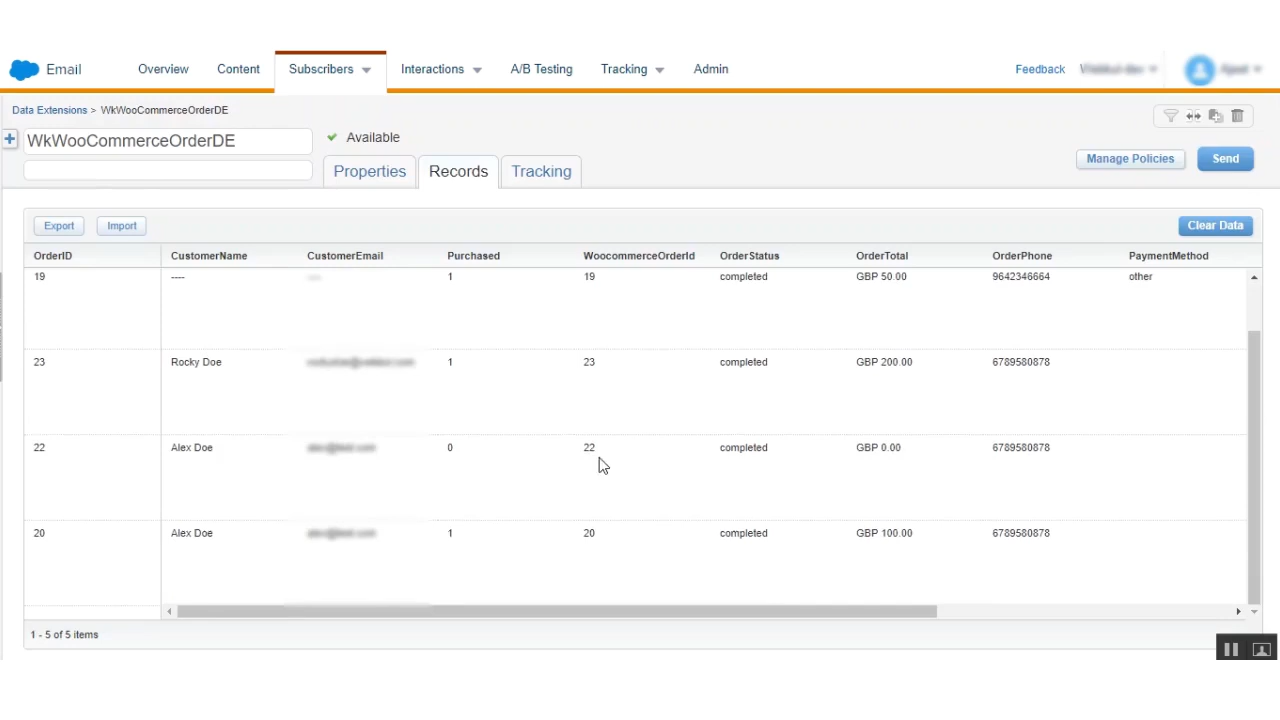 Email Overview Content Subscribers Interactions A/B Testing Tracking Admin Feedback
Data Extensions > WkWooCommerceOrderDE
WkWooCommerceOrderDE
Available
Properties Records Tracking
Manage Policies Send
Export Import Clear Data
OrderID CustomerName CustomerEmail Purchased WoocommerceOrderId OrderStatus OrderTotal OrderPhone PaymentMethod
19 ---- 1 19 completed GBP 50.00 9642346664 other
23 Rocky Doe 1 23 completed GBP 200.00 6789580878
22 Alex Doe 0 22 completed GBP 0.00 6789580878
20 Alex Doe 1 20 completed GBP 100.00 6789580878
1 - 5 of 5 items